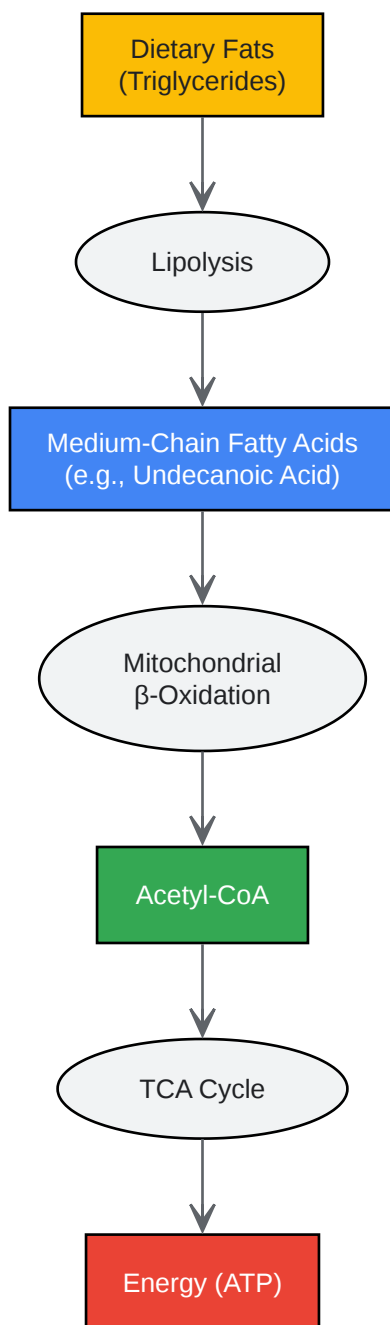 Dietary Fats
(Triglycerides)
Lipolysis
Medium-Chain Fatty Acids
(e.g., Undecanoic Acid)
Mitochondrial
β-Oxidation
Acetyl-CoA
TCA Cycle
Energy (ATP)